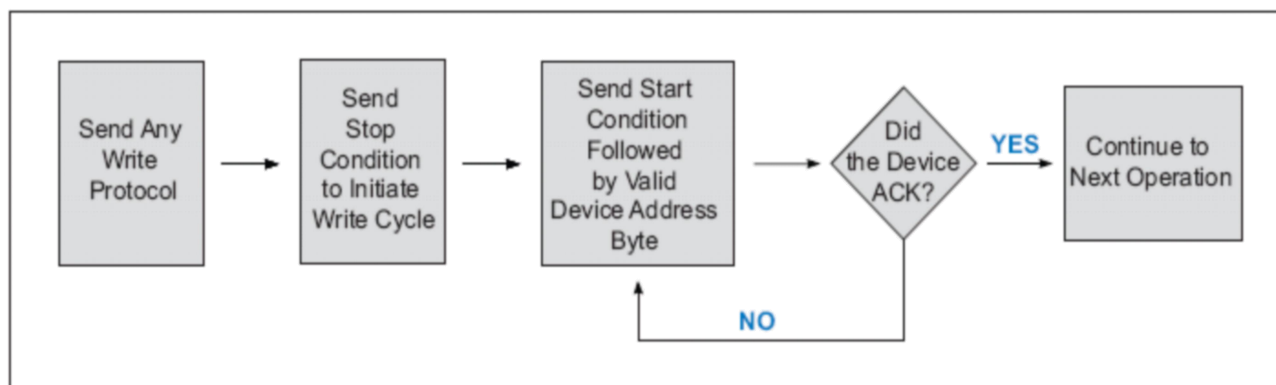 Send Any
Write
Protocol
Send
Stop
Condition
to Initiate
Write Cycle
Send Start
Condition
Followed
by Valid
Device Address
Byte
Did
the Device
ACK?
YES
NO
Continue to
Next Operation